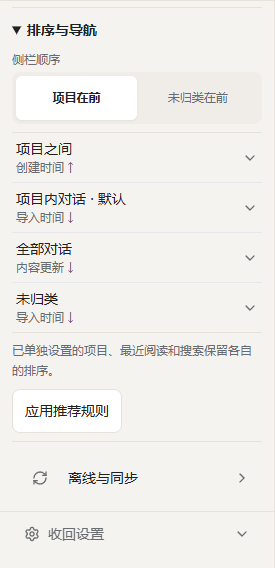 排序与导航
侧栏顺序
项目在前
未归类在前
项目之间
创建时间↑
项目内对话·默认
导入时间↓
全部对话
内容更新↓
未归类
导入时间↓
已单独设置的项目、最近阅读和搜索保留各自
的排序。
应用推荐规则
离线与同步
收回设置